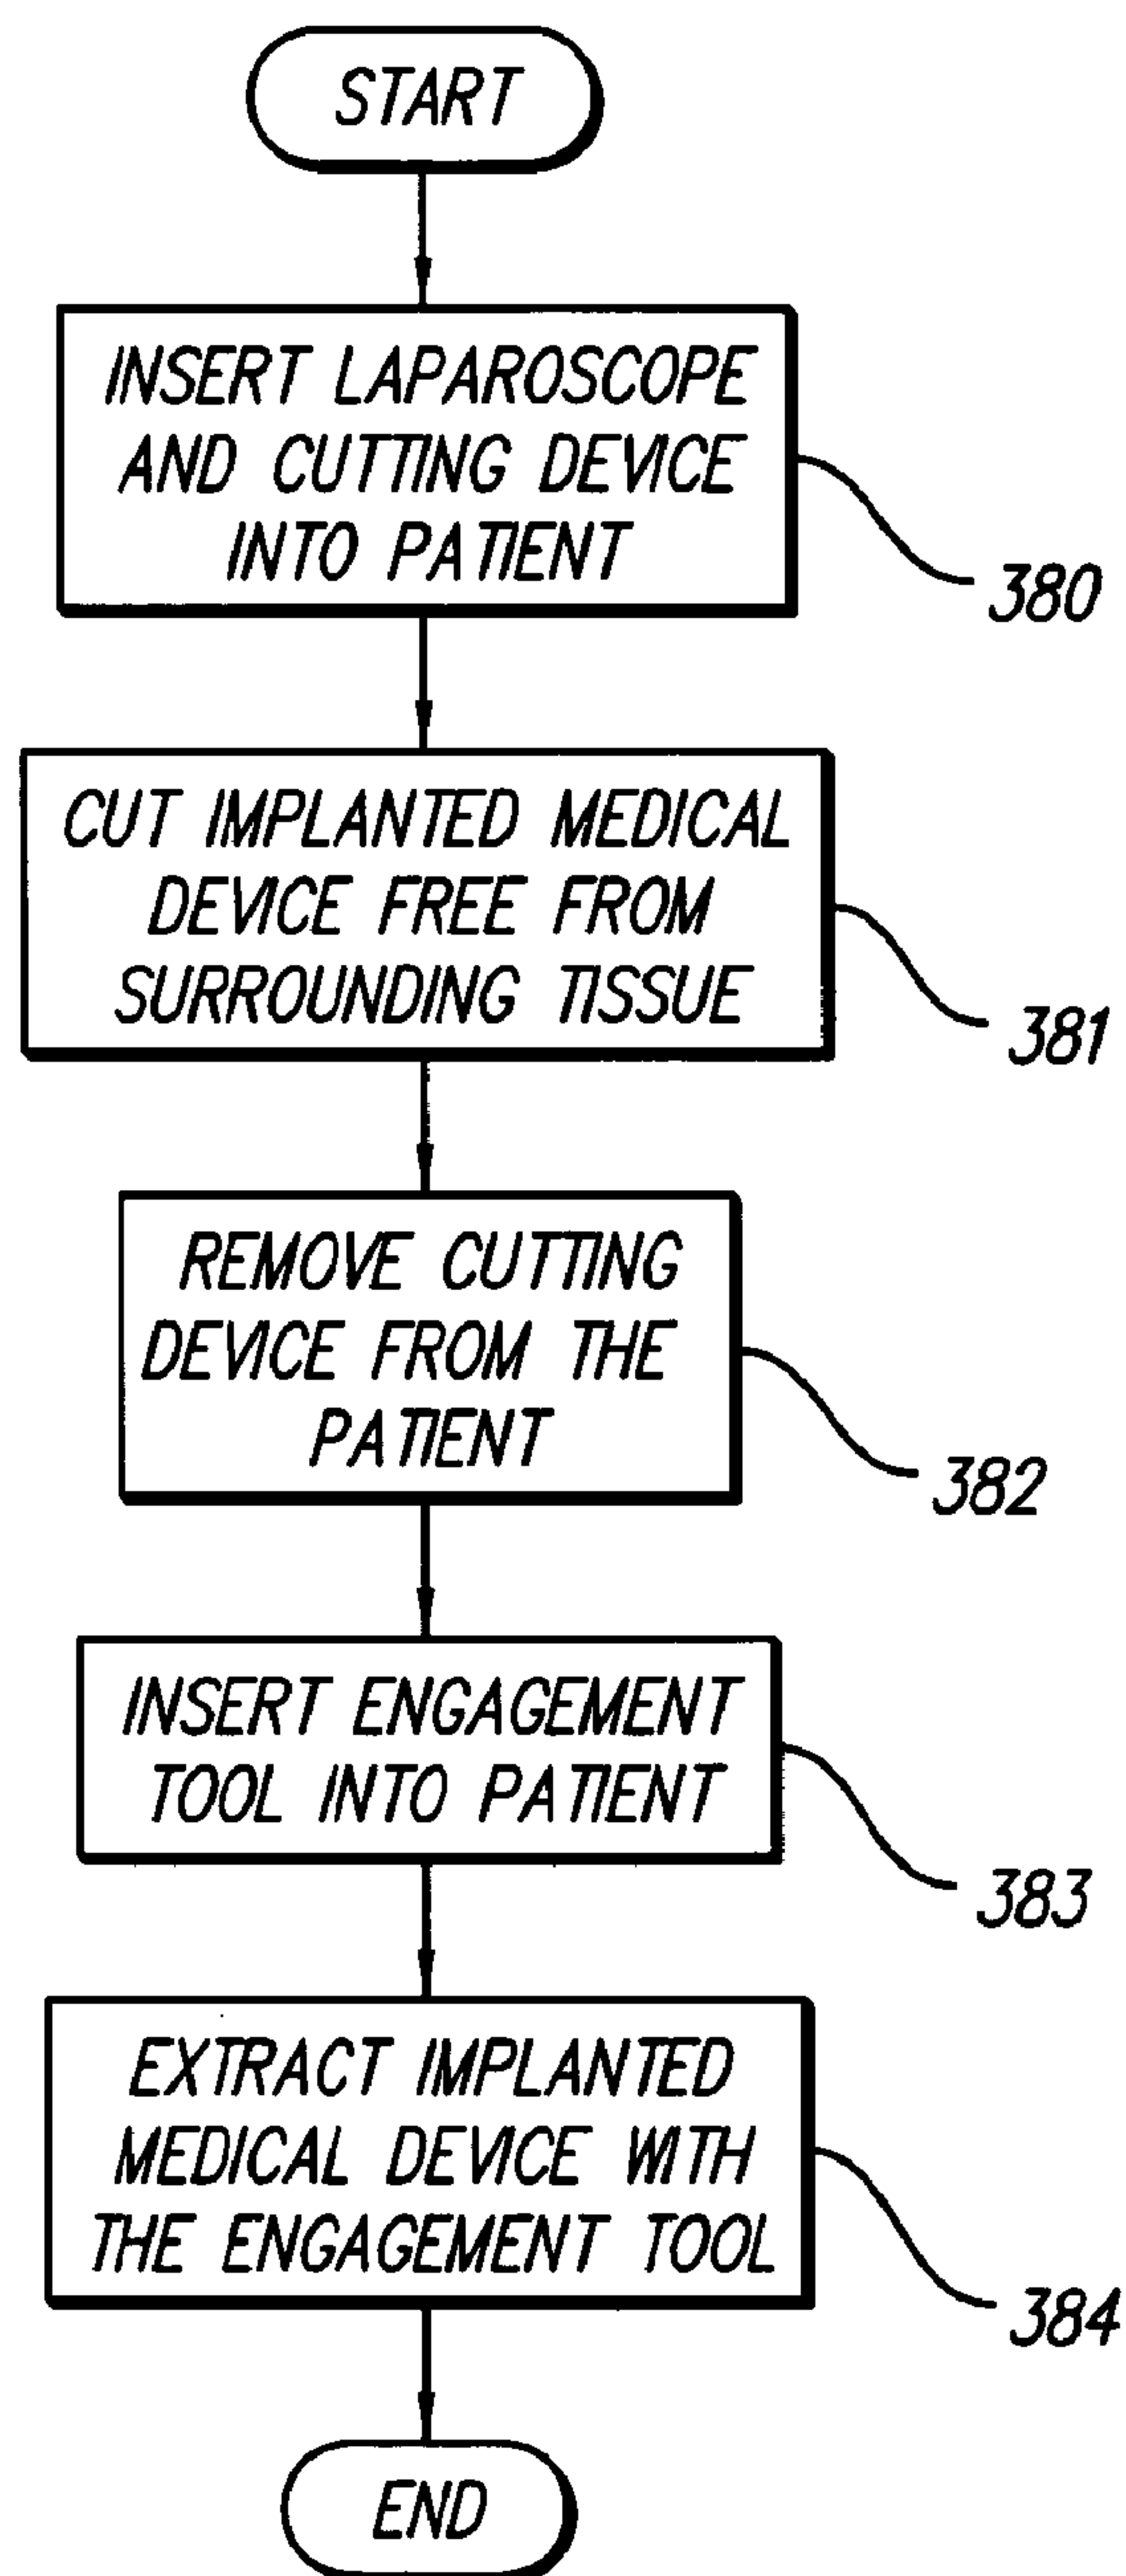 START
INSERT LAPAROSCOPE
AND CUTTING DEVICE
INTO PATIENT
380
CUT IMPLANTED MEDICAL
DEVICE FREE FROM
SURROUNDING TISSUE
381
REMOVE CUTTING
DEVICE FROM THE
PATIENT
382
INSERT ENGAGEMENT
TOOL INTO PATIENT
383
EXTRACT IMPLANTED
MEDICAL DEVICE WITH
THE ENGAGEMENT TOOL
384
END